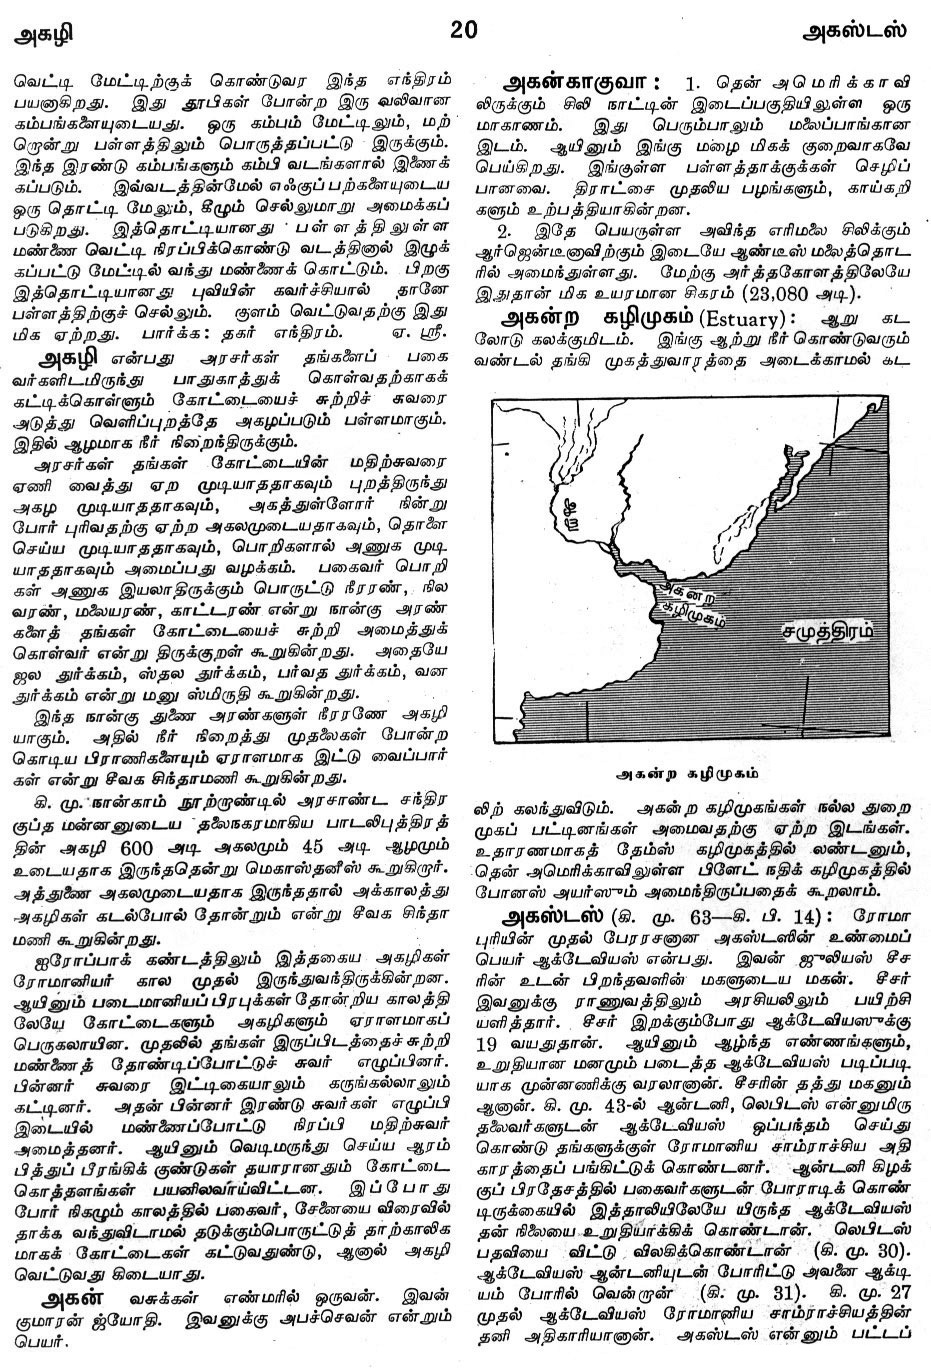 அகழி
20
அகஸ்டஸ்
வெட்டி மேட்டிற்குக் கொண்டுவர இந்த எந்திரம்
பயனாகிறது. இது தூபிகள் போன்ற இரு வலிவான
கம்பங்களையுடையது. ஒரு கம்பம் மேட்டிலும், மற்
றொன்று பள்ளத்திலும் பொருத்தப்பட்டு இருக்கும்.
இந்த இரண்டு கம்பங்களும் கம்பி வடங்களால் இணைக்
கப்படும். இவ்வடத்தின்மேல் எஃகுப் பற்களையுடைய
ஒரு தொட்டி மேலும், கீழும் செல்லுமாறு அமைக்கப்
படுகிறது. இத்தொட்டியானது பள்ளத்திலுள்ள
மண்ணை வெட்டி நிரப்பிக்கொண்டு வடத்தினால் இழுக்
கப்பட்டு மேட்டில் வந்து மண்ணைக் கொட்டும். பிறகு
இத்தொட்டியானது புவியின் கவர்ச்சியால் தானே
பள்ளத்திற்குச் செல்லும். குளம் வெட்டுவதற்கு இது
மிக ஏற்றது. பார்க்க : தகர் எந்திரம். ஏ. ஸ்ரீ.
அகழி என்பது அரசர்கள் தங்களைப் பகை
வர்களிடமிருந்து பாதுகாத்துக் கொள்வதற்காகக்
கட்டிக்கொள்ளும் கோட்டையைச் சுற்றிச் சுவரை
அடுத்து வெளிப்புறத்தே அகழப்படும் பள்ளமாகும்.
இதில் ஆழமாக நீர் நிறைந்திருக்கும்.
அரசர்கள் தங்கள் கோட்டையின் மதிற்சுவரை
ஏணி வைத்து ஏற முடியாததாகவும் புறத்திருந்து
அகழ முடியாததாகவும், அகத்துள்ளோர் நின்று
போர் புரிவதற்கு ஏற்ற அகலமுடையதாகவும், தொளை
செய்ய முடியாததாகவும், பொறிகளால் அணுக முடி
யாததாகவும் அமைப்பது வழக்கம். பகைவர் பொறி
கள் அணுக இயலாதிருக்கும் பொருட்டு நீரரண், நில
வரண், மலையரண், காட்டரண் என்று நான்கு அரண்
களைத் தங்கள் கோட்டையைச் சுற்றி அமைத்துக்
கொள்வர் என்று திருக்குறள் கூறுகின்றது. அதையே
ஜல துர்க்கம், ஸ்தல துர்க்கம், பர்வத துர்க்கம், வன
துர்க்கம் என்று மனு ஸ்மிருதி கூறுகின்றது.
இந்த நான்கு துணை அரண்களுள் நீரரணே அகழி
யாகும். அதில் நீர் நிறைத்து முதலைகள் போன்ற
கொடிய பிராணிகளையும் ஏராளமாக இட்டு வைப்பார்
கள் என்று சீவக சிந்தாமணி கூறுகின்றது.
கி. மு. நான்காம் நூற்றாண்டில் அரசாண்ட சந்திர
குப்த மன்னனுடைய தலைநகரமாகிய பாடலிபுத்திரத்
தின் அகழி 600 அடி அகலமும் 45 அடி ஆழமும்
உடையதாக இருந்ததென்று மெகாஸ்தனீஸ் கூறுகிறார்.
அத்துணை அகலமுடையதாக இருந்ததால் அக்காலத்து
அகழிகள் கடல்போல் தோன்றும் என்று சீவக சிந்தா
மணி கூறுகின்றது.
ஐரோப்பாக் கண்டத்திலும் இத்தகைய அகழிகள்
ரோமானியர் கால முதல் இருந்துவந்திருக்கின்றன.
ஆயினும் படைமானியப் பிரபுக்கள் தோன்றிய காலத்தி
லேயே கோட்டைகளும் அகழிகளும் ஏராளமாகப்
பெருகலாயின. முதலில் தங்கள் இருப்பிடத்தைச் சுற்றி
மண்ணைத் தோண்டிப்போட்டுச் சுவர் எழுப்பினர்.
பின்னர் சுவரை இட்டிகையாலும் கருங்கல்லாலும்
கட்டினர். அதன் பின்னர் இரண்டு சுவர்கள் எழுப்பி
இடையில் மண்ணைப்போட்டு நிரப்பி மதிற்சுவர்
அமைத்தனர். ஆயினும் வெடிமருந்து செய்ய ஆரம்
பித்துப் பீரங்கிக் குண்டுகள் தயாரானதும் கோட்டை
கொத்தளங்கள் பயனிலவாய்விட்டன. இப்போது
போர் நிகழும் காலத்தில் பகைவர், சேனையை விரைவில்
தாக்க வந்துவிடாமல் தடுக்கும்பொருட்டுத் தற்காலிக
மாகக் கோட்டைகள் கட்டுவதுண்டு, ஆனால் அகழி
வெட்டுவது கிடையாது.
அகன் வசுக்கள் எண்மரில் ஒருவன். இவன்
குமாரன் ஜ்யோதி. இவனுக்கு அபச்செவன் என்றும்
பெயர்.
அகன்காகுவா : 1. தென் அமெரிக்காவி
லிருக்கும் சிலி நாட்டின் இடைப்பகுதியிலுள்ள ஒரு
மாகாணம். இது பெரும்பாலும் மலைப்பாங்கான
இடம். ஆயினும் இங்கு மழை மிகக் குறைவாகவே
பெய்கிறது. இங்குள்ள பள்ளத்தாக்குக்கள் செழிப்
பானவை. திராட்சை முதலிய பழங்களும், காய்கறி
களும் உற்பத்தியாகின்றன.
2. இதே பெயருள்ள அவிந்த எரிமலை சிலிக்கும்
ஆர்ஜென்டீனாவிற்கும் இடையே ஆண்டீஸ் மலைத்தொட
ரில் அமைந்துள்ளது. மேற்கு அர்த்தகோளத்திலேயே
இதுதான் மிக உயரமான சிகரம் (23,080 அடி).
அகன்ற கழிமுகம் (Estuary) : ஆறு கட
லோடு கலக்குமிடம். இங்கு ஆற்று நீர் கொண்டுவரும்
வண்டல் தங்கி முகத்துவாரத்தை அடைக்காமல் கட
ஆறு
அகன்ற
கழிமுகம்
சமுத்திரம்
அகன்ற கழிமுகம்
லிற் கலந்துவிடும். அகன்ற கழிமுகங்கள் நல்ல துறை
முகப் பட்டினங்கள் அமைவதற்கு ஏற்ற இடங்கள்.
உதாரணமாகத் தேம்ஸ் கழிமுகத்தில் லண்டனும்,
தென் அமெரிக்காவிலுள்ள பிளேட் நதிக் கழிமுகத்தில்
போனஸ் அயர்ஸும் அமைந்திருப்பதைக் கூறலாம்.
அகஸ்டஸ் (கி. மு. 63—கி. பி. 14) : ரோமா
புரியின் முதல் பேரரசனான அகஸ்டஸின் உண்மைப்
பெயர் ஆக்டேவியஸ் என்பது. இவன் ஜுலியஸ் சீச
ரின் உடன் பிறந்தவளின் மகளுடைய மகன். சீசர்
இவனுக்கு ராணுவத்திலும் அரசியலிலும் பயிற்சி
யளித்தார். சீசர் இறக்கும்போது ஆக்டேவியஸுக்கு
19 வயதுதான். ஆயினும் ஆழ்ந்த எண்ணங்களும்,
உறுதியான மனமும் படைத்த ஆக்டேவியஸ் படிப்படி
யாக முன்னணிக்கு வரலானான். சீசரின் தத்து மகனும்
ஆனான். கி. மு. 43-ல் ஆன்டனி, லெபிடஸ் என்னுமிரு
தலைவர்களுடன் ஆக்டேவியஸ் ஒப்பந்தம் செய்து
கொண்டு தங்களுக்குள் ரோமானிய சாம்ராச்சிய அதி
காரத்தைப் பங்கிட்டுக் கொண்டனர். ஆன்டனி கிழக்
குப் பிரதேசத்தில் பகைவர்களுடன் போராடிக் கொண்
டிருக்கையில் இத்தாலியிலேயே யிருந்த ஆக்டேவியஸ்
தன் நிலையை உறுதியாக்கிக் கொண்டான். லெபிடஸ்
பதவியை விட்டு விலகிக்கொண்டான் (கி. மு. 30).
ஆக்டேவியஸ் ஆன்டனியுடன் போரிட்டு அவனை ஆக்டி
யம் போரில் வென்றான் (கி. மு. 31). கி. மு. 27
முதல் ஆக்டேவியஸ் ரோமானிய சாம்ராச்சியத்தின்
தனி அதிகாரியானான். அகஸ்டஸ் என்னும் பட்டப்